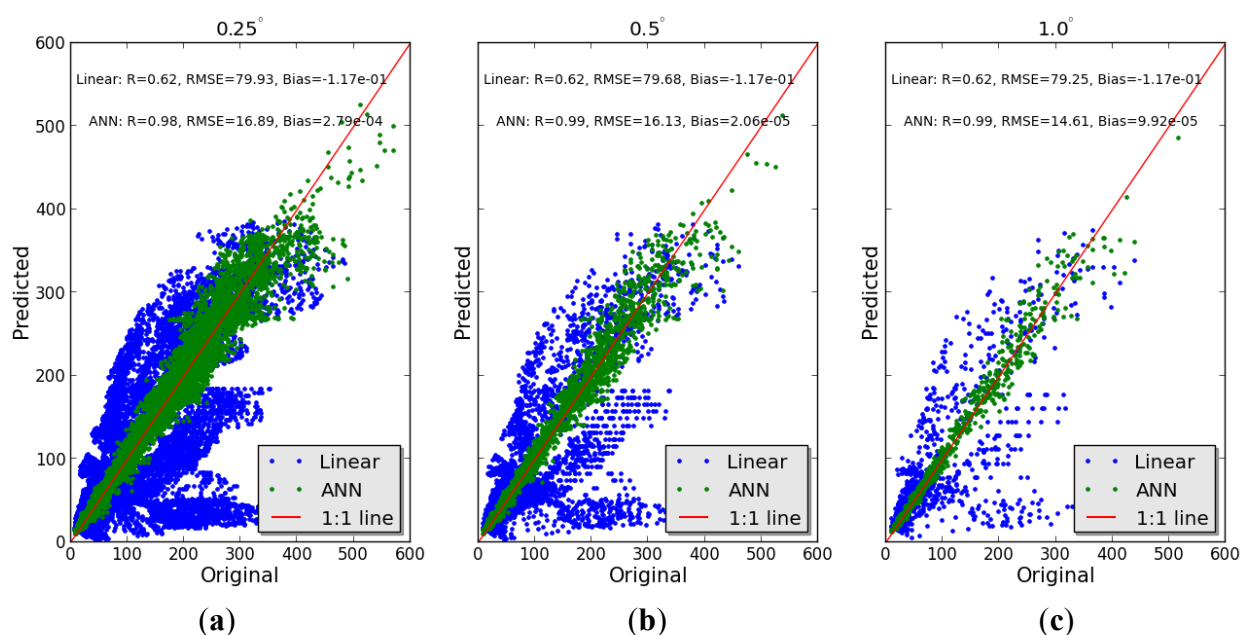 0.25°
600
500
400
300
200
100
0
Predicted
Linear: R=0.62, RMSE=79.93, Bias=-1.17e-01
ANN: R=0.98, RMSE=16.89, Bias=2.79e-04
Linear
ANN
1:1 line
0 100 200 300 400 500 600
Original
(a)
0.5°
Predicted
Linear: R=0.62, RMSE=79.68, Bias=-1.17e-01
ANN: R=0.99, RMSE=16.13, Bias=2.06e-05
Linear
ANN
1:1 line
0 100 200 300 400 500 600
Original
(b)
1.0°
Predicted
Linear: R=0.62, RMSE=79.25, Bias=-1.17e-01
ANN: R=0.99, RMSE=14.61, Bias=9.92e-05
Linear
ANN
1:1 line
0 100 200 300 400 500 600
Original
(c)